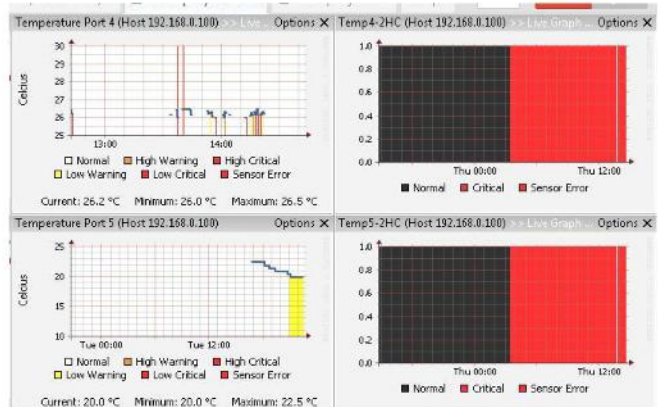 Temperature Port 4 (Host 192.168.0.100) >> Live Options X
30
29
28
27
26
25
Celcius
13:00 14:00
Normal High Warning High Critical
Low Warning Low Critical Sensor Error
Current: 26.2 °C Minimum: 26.0 °C Maximum: 26.5 °C
Temp4-2HC (Host 192.168.0.100) >> Live Graph... Options X
1.0
0.8
0.6
0.4
0.2
0.0
Thu 00:00 Thu 12:00
Normal Critical Sensor Error
Temperature Port 5 (Host 192.168.0.100) Options X
25
20
15
10
Celcius
Tue 00:00 Tue 12:00
Normal High Warning High Critical
Low Warning Low Critical Sensor Error
Current: 20.0 °C Minimum: 20.0 °C Maximum: 22.5 °C
Temp5-2HC (Host 192.168.0.100) >> Live Graph... Options X
1.0
0.8
0.6
0.4
0.2
0.0
Thu 00:00 Thu 12:00
Normal Critical Sensor Error